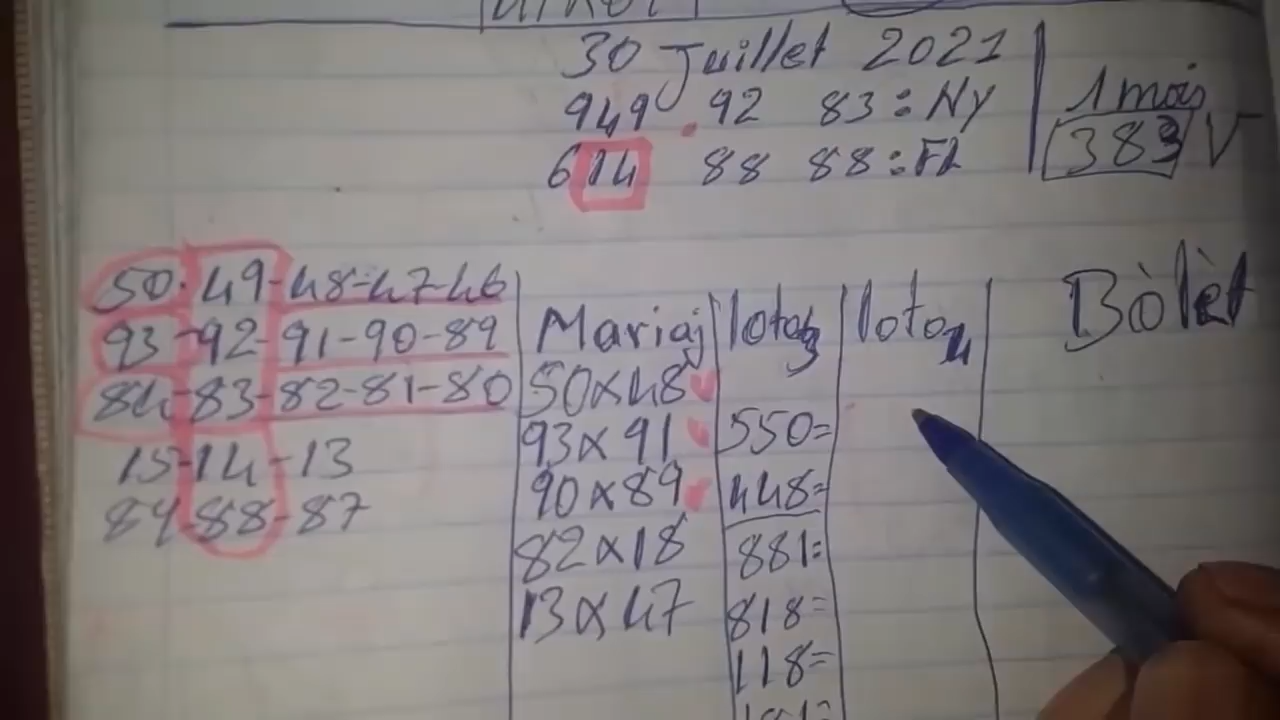 30 Juillet 2021
949 . 92 83 : NY
614 88 88 : FL
1 mois
383 V
50 - 49 - 48 - 47 - 46
93 - 92 - 91 - 90 - 89
84 - 83 - 82 - 81 - 80
15 - 14 - 13
89 - 88 - 87
Mariaj
50x48
93x91
90x89
82x18
13x47
loto3
550=
448=
881=
818=
118=
loto4
Bòlèt